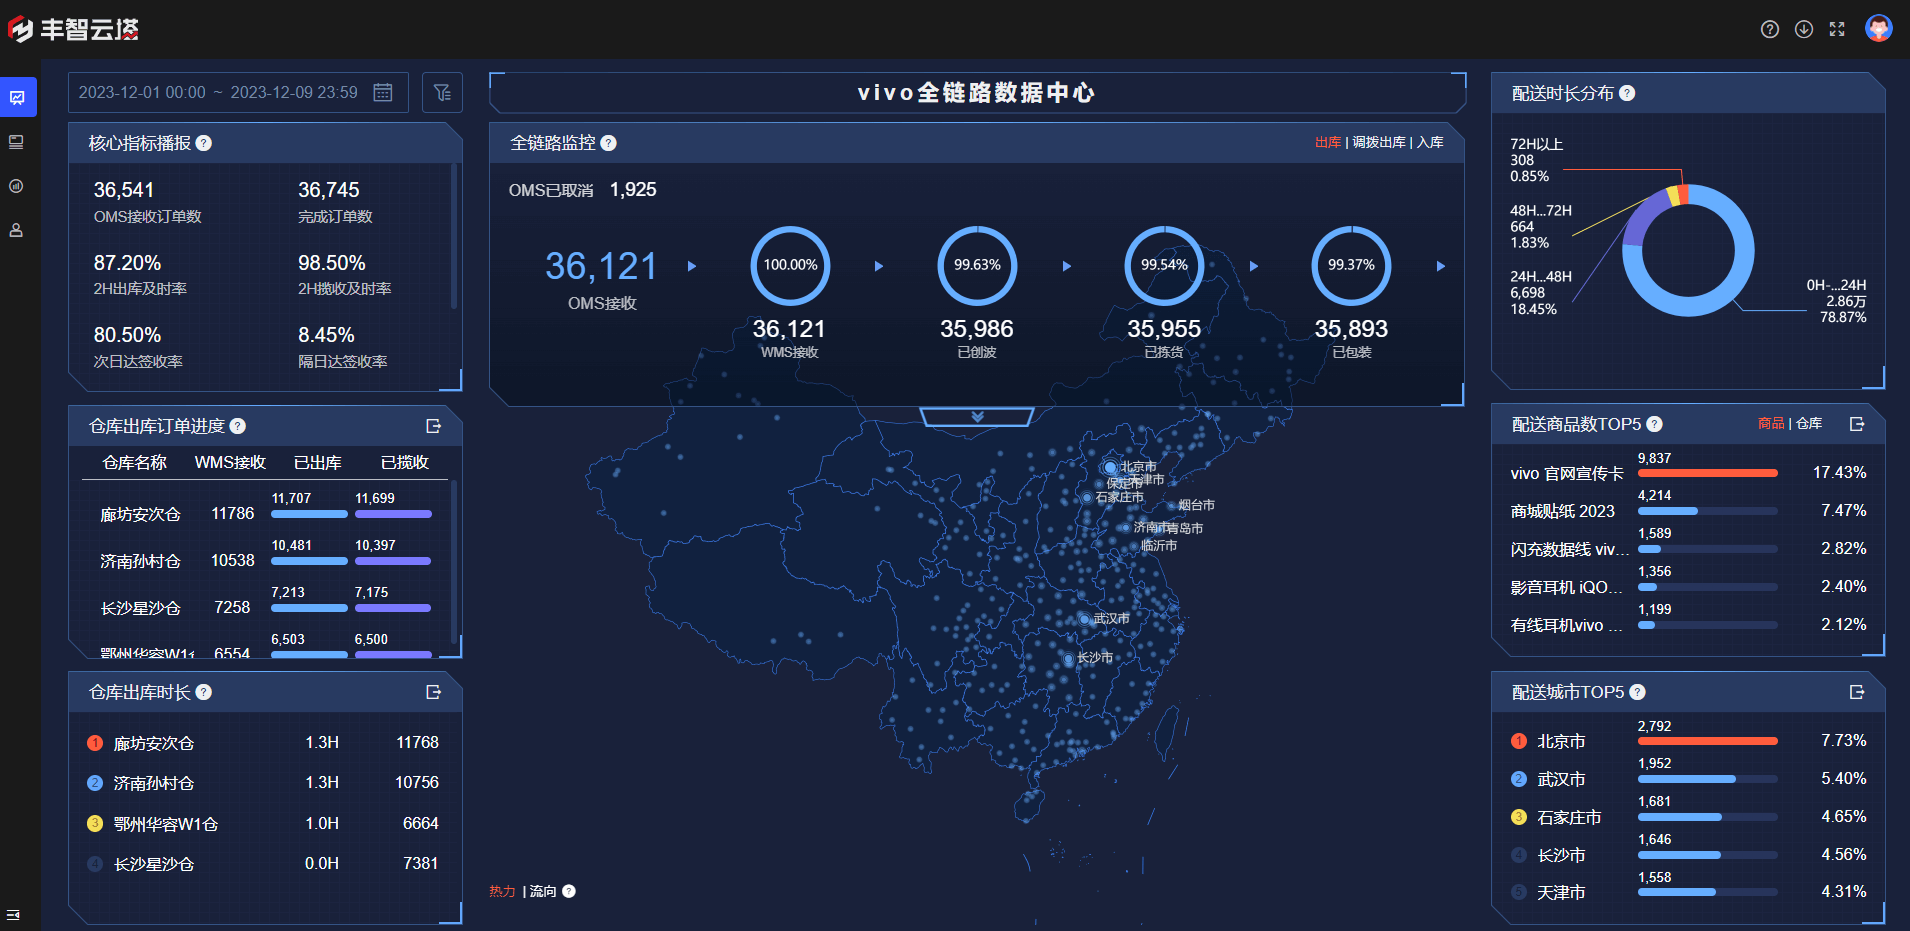 丰智云塔
2023-12-01 00:00 ~ 2023-12-09 23:59
核心指标播报
36,541
OMS接收订单数
36,745
完成订单数
87.20%
2H出库及时率
98.50%
2H揽收及时率
80.50%
次日达签收率
8.45%
隔日达签收率
仓库出库订单进度
仓库名称 WMS接收 已出库 已揽收
廊坊安次仓 11786 11,707 11,699
济南孙村仓 10538 10,481 10,397
长沙星沙仓 7258 7,213 7,175
鄂州华容W1仓 6554 6,503 6,500
仓库出库时长
1 廊坊安次仓 1.3H 11768
2 济南孙村仓 1.3H 10756
3 鄂州华容W1仓 1.0H 6664
4 长沙星沙仓 0.0H 7381
vivo全链路数据中心
全链路监控
出库 | 调拨出库 | 入库
OMS已取消 1,925
36,121
OMS接收
100.00%
36,121
WMS接收
99.63%
35,986
已创波
99.54%
35,955
已拣货
99.37%
35,893
已包装
北京市
天津市
保定市
石家庄市
烟台市
济南市
青岛市
临沂市
武汉市
长沙市
热力 | 流向
配送时长分布
72H以上
308
0.85%
48H...72H
664
1.83%
24H...48H
6,698
18.45%
0H-...24H
2.86万
78.87%
配送商品数TOP5
商品 | 仓库
vivo 官网宣传卡 9,837 17.43%
商城贴纸 2023 4,214 7.47%
闪充数据线 viv... 1,589 2.82%
影音耳机 iQO... 1,356 2.40%
有线耳机vivo ... 1,199 2.12%
配送城市TOP5
1 北京市 2,792 7.73%
2 武汉市 1,952 5.40%
3 石家庄市 1,681 4.65%
4 长沙市 1,646 4.56%
5 天津市 1,558 4.31%